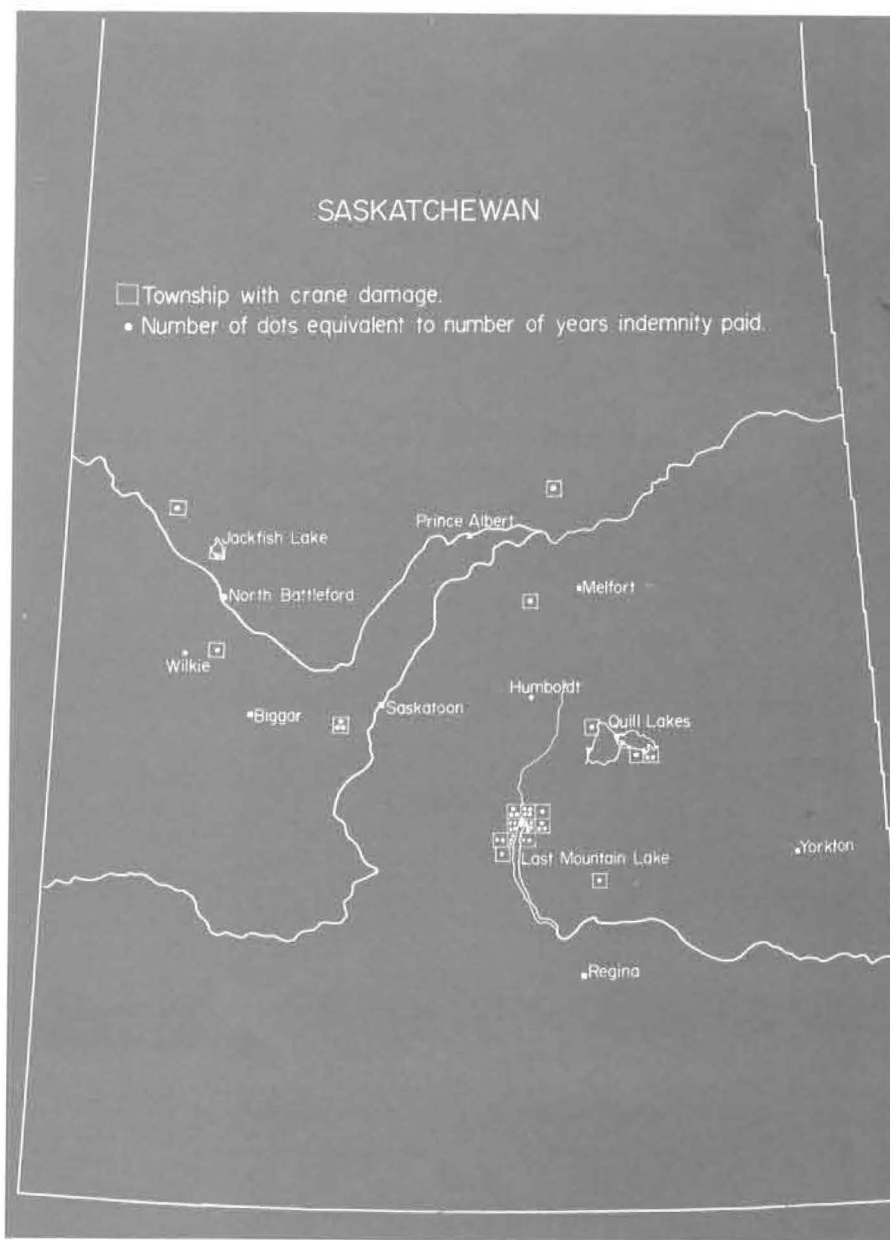 SASKATCHEWAN
Township with crane damage.
• Number of dots equivalent to number of years indemnity paid.
Prince Albert
Jackfish Lake
Melfort
North Battleford
Wilkie
Humboldt
Biggar
Saskatoon
Quill Lakes
Yorkton
Last Mountain Lake
Regina